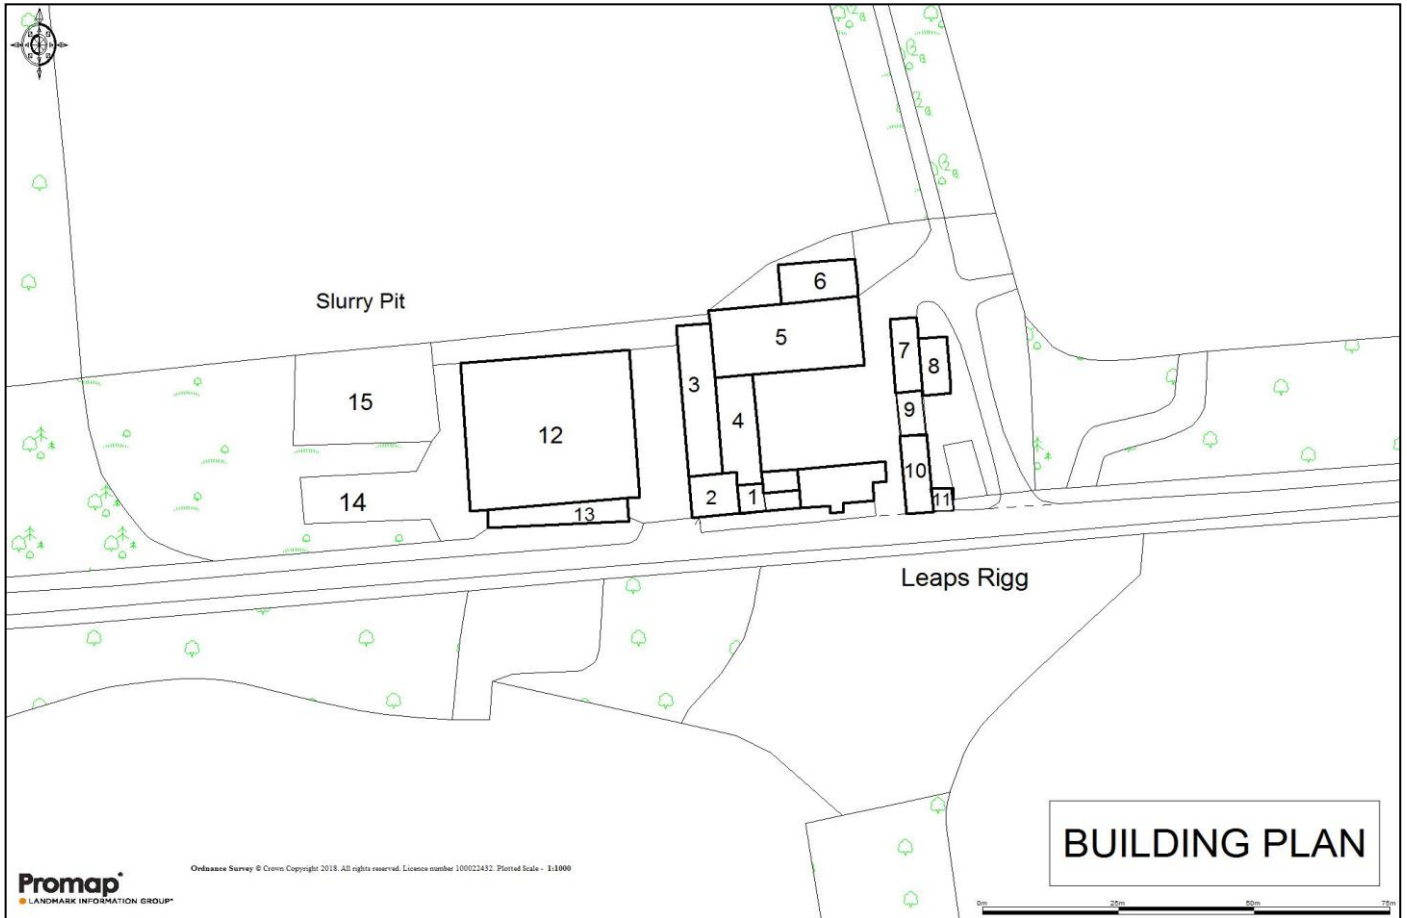 Slurry Pit
6
5
7
3
8
15
4
9
12
10
2
1
11
14
13
Leaps Rigg
BUILDING PLAN
Ordnance Survey © Crown Copyright 2018. All rights reserved. Licence number 100022432. Plotted Scale - 1:1000
Promap
LANDMARK INFORMATION GROUP
0m 25m 50m 75m